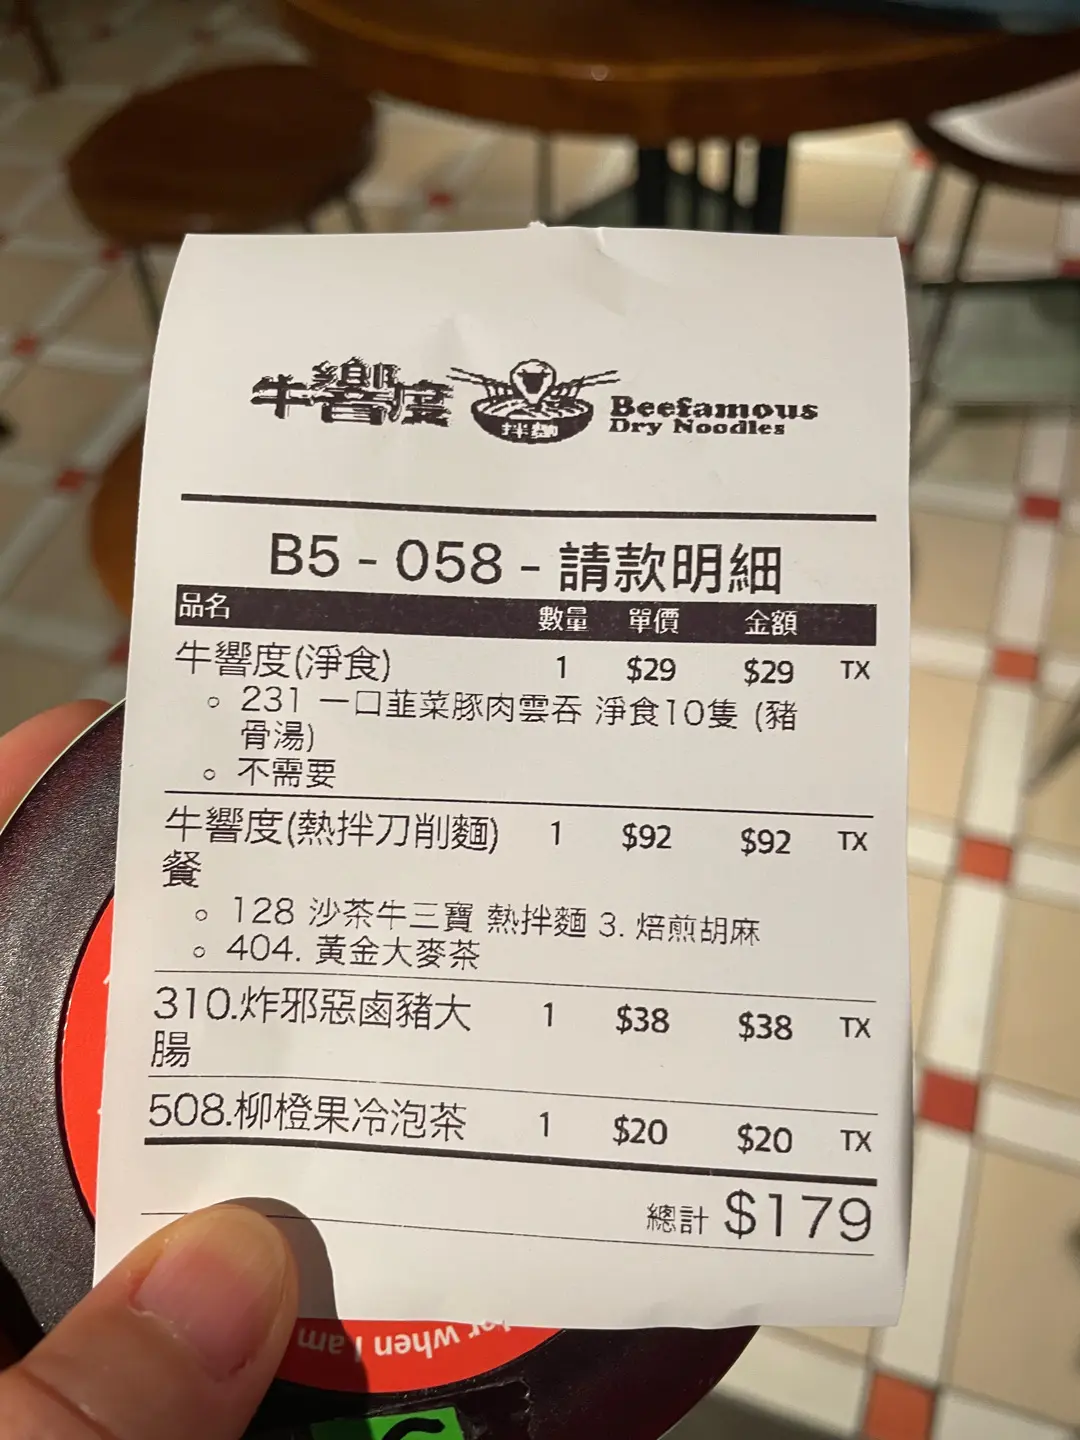 牛響度 拌麵 Beefamous
Dry Noodles
B5 - 058 - 請款明細
品名 數量 單價 金額
牛響度(淨食) 1 $29 $29 TX
231 一口韮菜豚肉雲吞 淨食10隻 (豬
骨湯)
不需要
牛響度(熱拌刀削麵) 1 $92 $92 TX
餐
128 沙茶牛三寶 熱拌麵 3. 焙煎胡麻
404. 黃金大麥茶
310.炸邪惡鹵豬大 1 $38 $38 TX
腸
508.柳橙果冷泡茶 1 $20 $20 TX
總計 $179
when I am